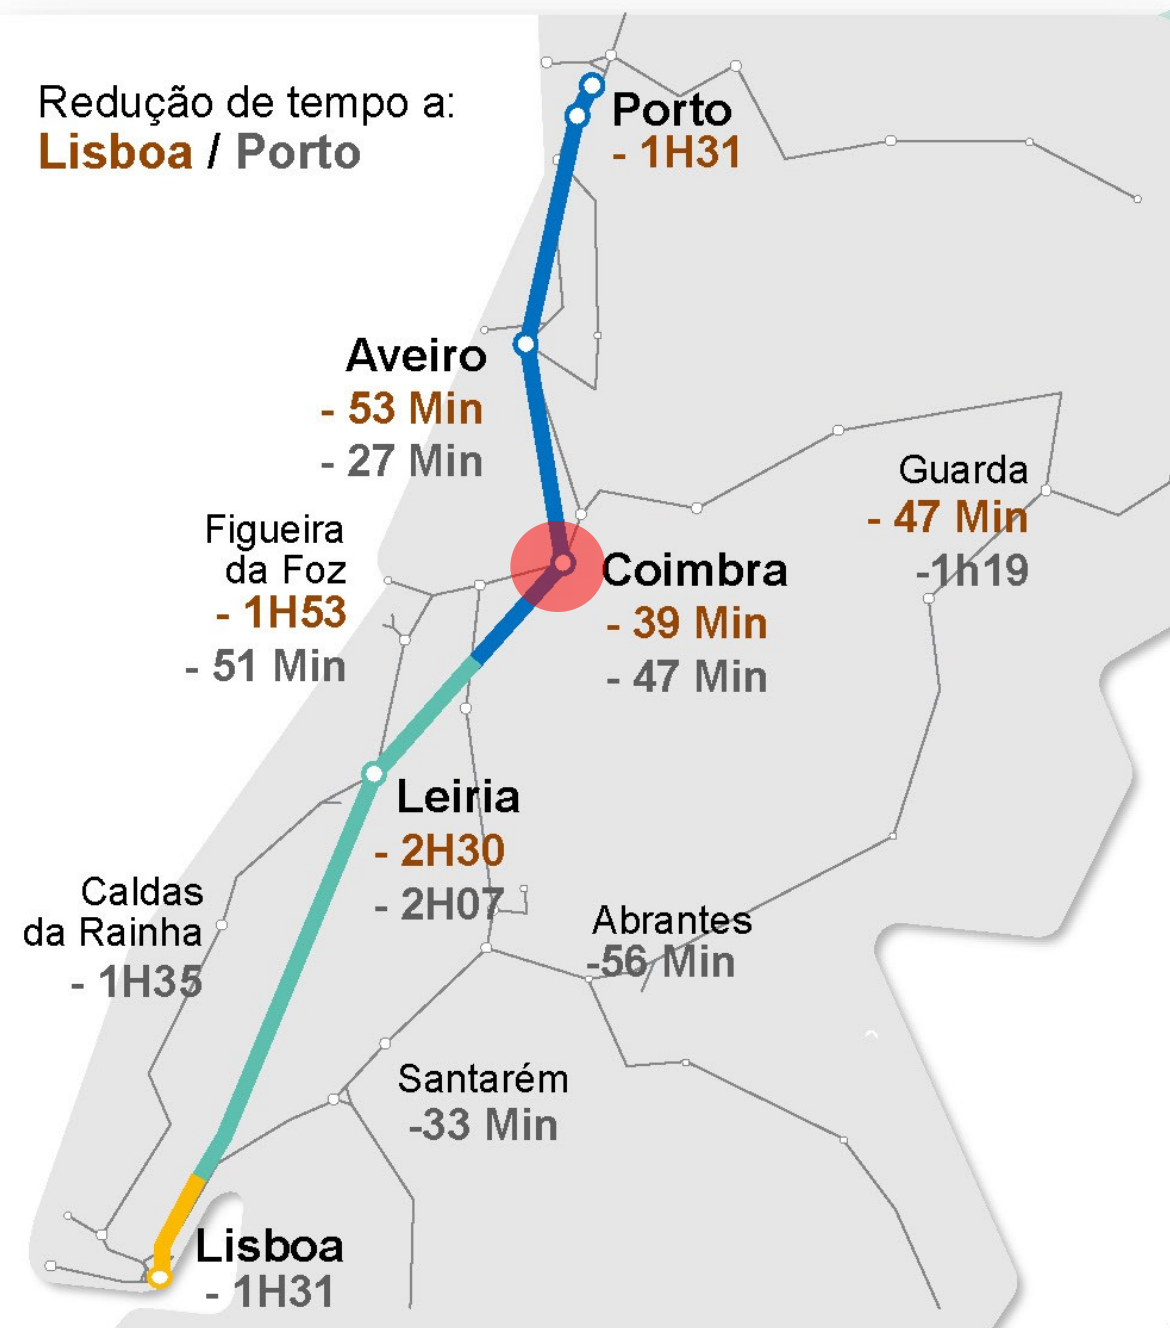 Redução de tempo a:
Lisboa / Porto
Porto
- 1H31
Aveiro
- 53 Min
- 27 Min
Guarda
- 47 Min
-1h19
Figueira
da Foz
- 1H53
- 51 Min
Coimbra
- 39 Min
- 47 Min
Leiria
- 2H30
- 2H07
Caldas
da Rainha
- 1H35
Abrantes
-56 Min
Santarém
-33 Min
Lisboa
- 1H31